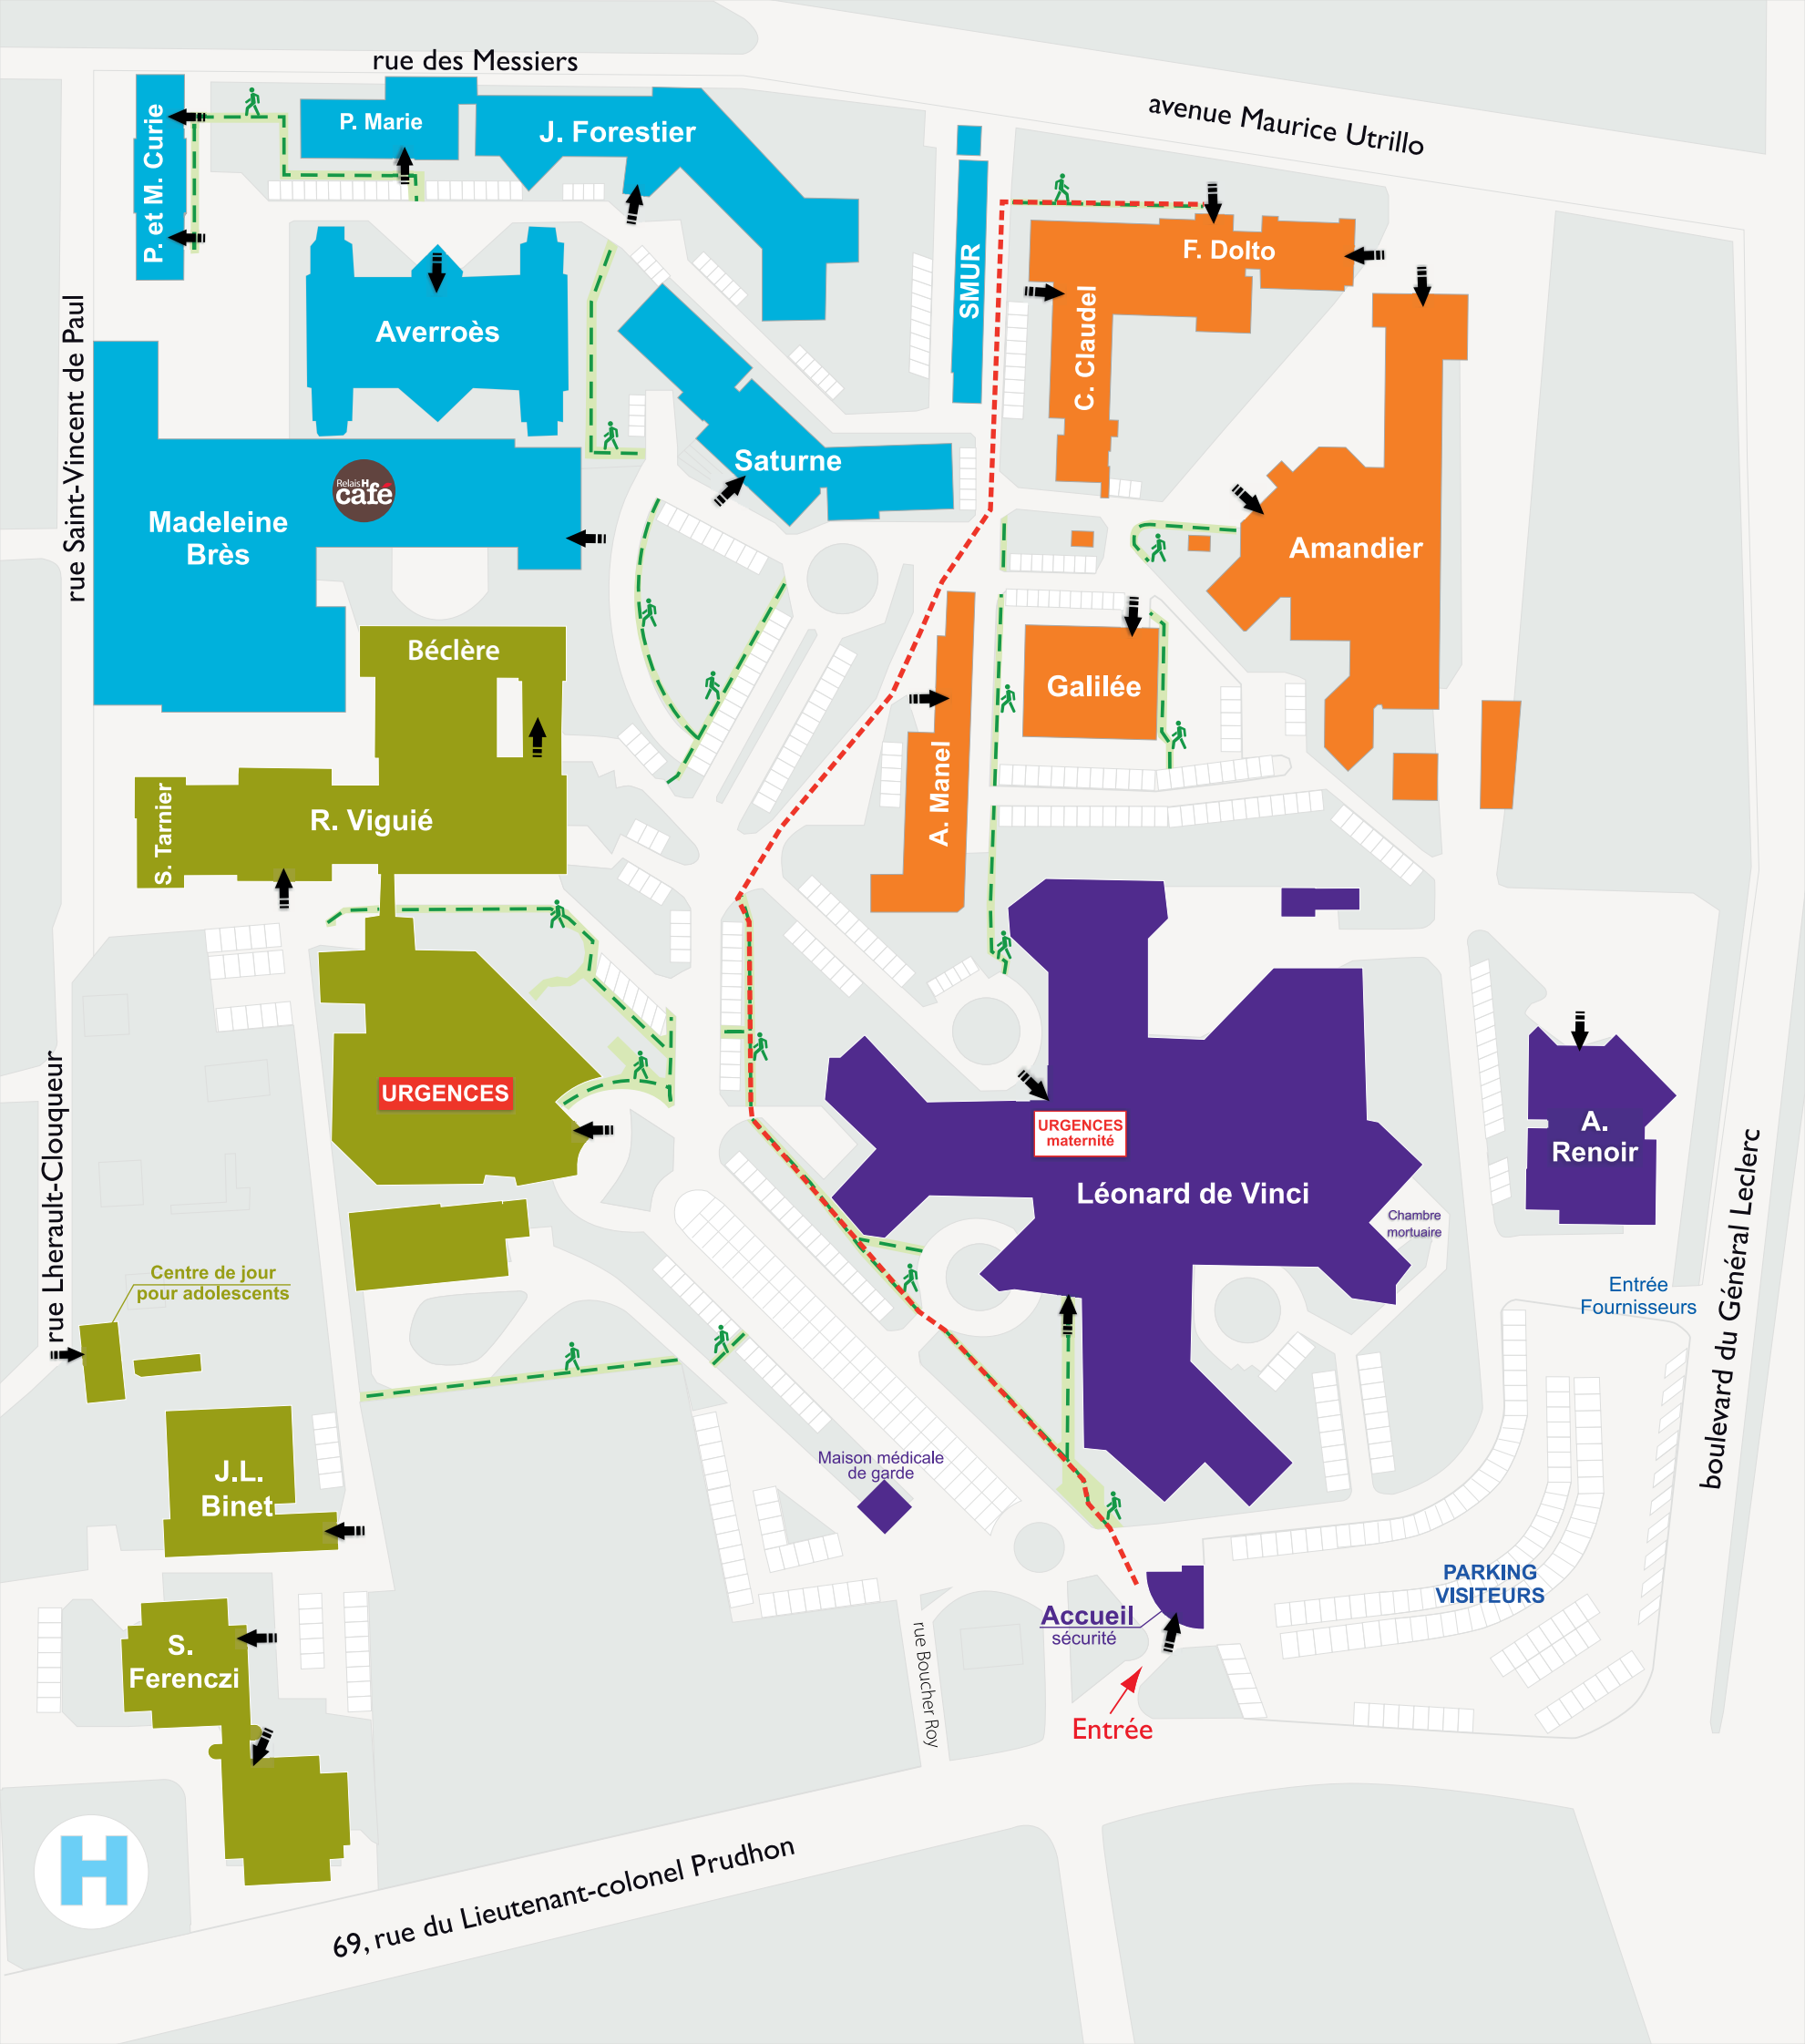 rue des Messiers
avenue Maurice Utrillo
P. et M. Curie
P. Marie
J. Forestier
SMUR
F. Dolto
C. Claudel
Averroès
rue Saint-Vincent de Paul
Saturne
Relais H
café
Madeleine
Brès
Amandier
Béclère
Galilée
A. Manel
S. Tarnier
R. Viguié
URGENCES
URGENCES
maternité
A.
Renoir
Léonard de Vinci
Chambre
mortuaire
rue Lherault-Clouqueur
boulevard du Général Leclerc
Centre de jour
pour adolescents
Entrée
Fournisseurs
J.L.
Binet
Maison médicale
de garde
PARKING
VISITEURS
Accueil
sécurité
S.
Ferenczi
rue Boucher Roy
Entrée
H
69, rue du Lieutenant-colonel Prudhon